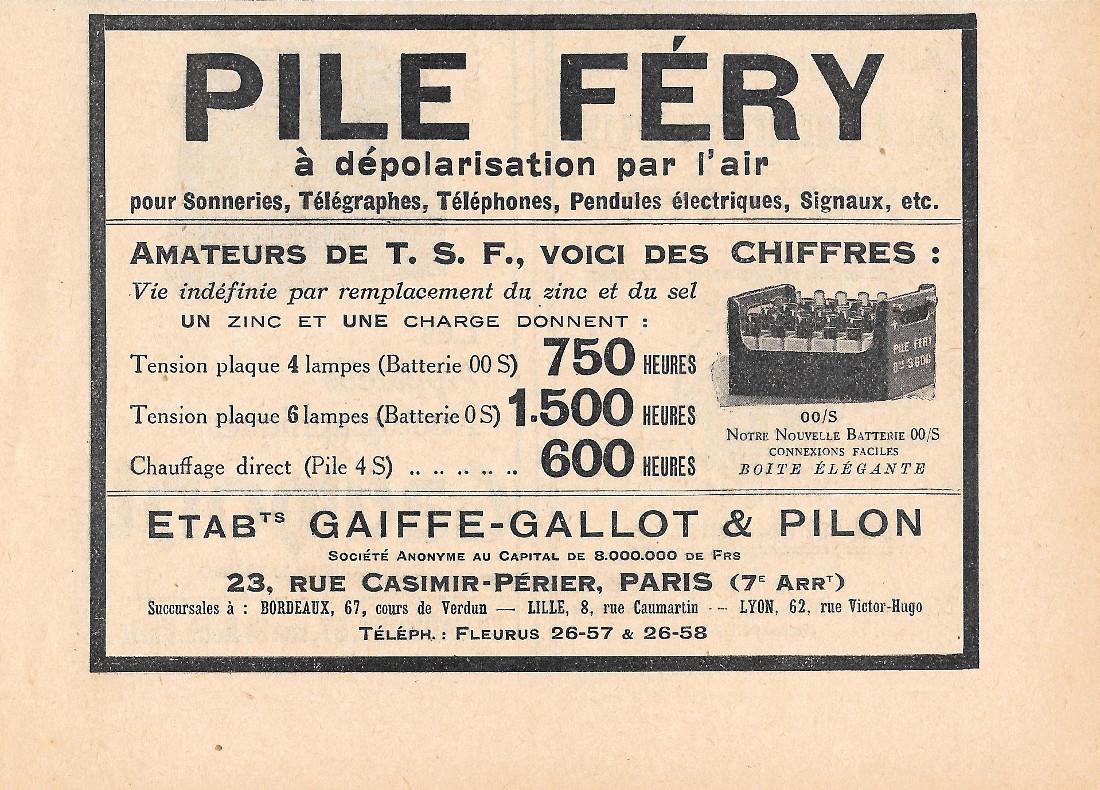 PILE FÉRY
à dépolarisation par l'air
pour Sonneries, Télégraphes, Téléphones, Pendules électriques, Signaux, etc.
AMATEURS DE T. S. F., VOICI DES CHIFFRES :
Vie indéfinie par remplacement du zinc et du sel
UN ZINC ET UNE CHARGE DONNENT :
Tension plaque 4 lampes (Batterie 00 S) 750 HEURES
Tension plaque 6 lampes (Batterie 0 S) 1.500 HEURES
Chauffage direct (Pile 4 S) .. .. .. .. .. 600 HEURES
PILE FÉRY
00/S
NOTRE NOUVELLE BATTERIE 00/S
CONNEXIONS FACILES
BOITE ÉLÉGANTE
ETABTS GAIFFE-GALLOT & PILON
SOCIÉTÉ ANONYME AU CAPITAL DE 8.000.000 DE FRS
23, RUE CASIMIR-PÉRIER, PARIS (7E ARRT)
Succursales à : BORDEAUX, 67, cours de Verdun — LILLE, 8, rue Caumartin -- LYON, 62, rue Victor-Hugo
TÉLÉPH. : FLEURUS 26-57 & 26-58